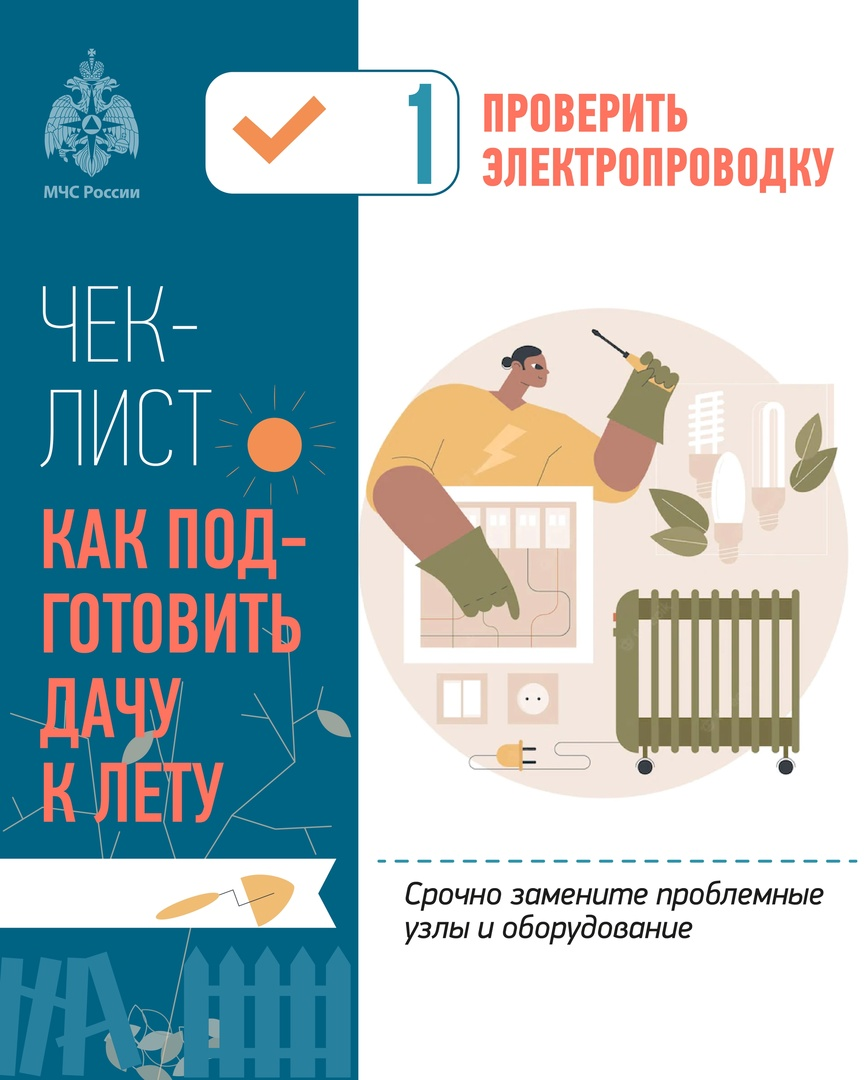 МЧС России
1
ПРОВЕРИТЬ
ЭЛЕКТРОПРОВОДКУ
ЧЕК-
ЛИСТ
КАК ПОД-
ГОТОВИТЬ
ДАЧУ
К ЛЕТУ
Срочно замените проблемные
узлы и оборудование